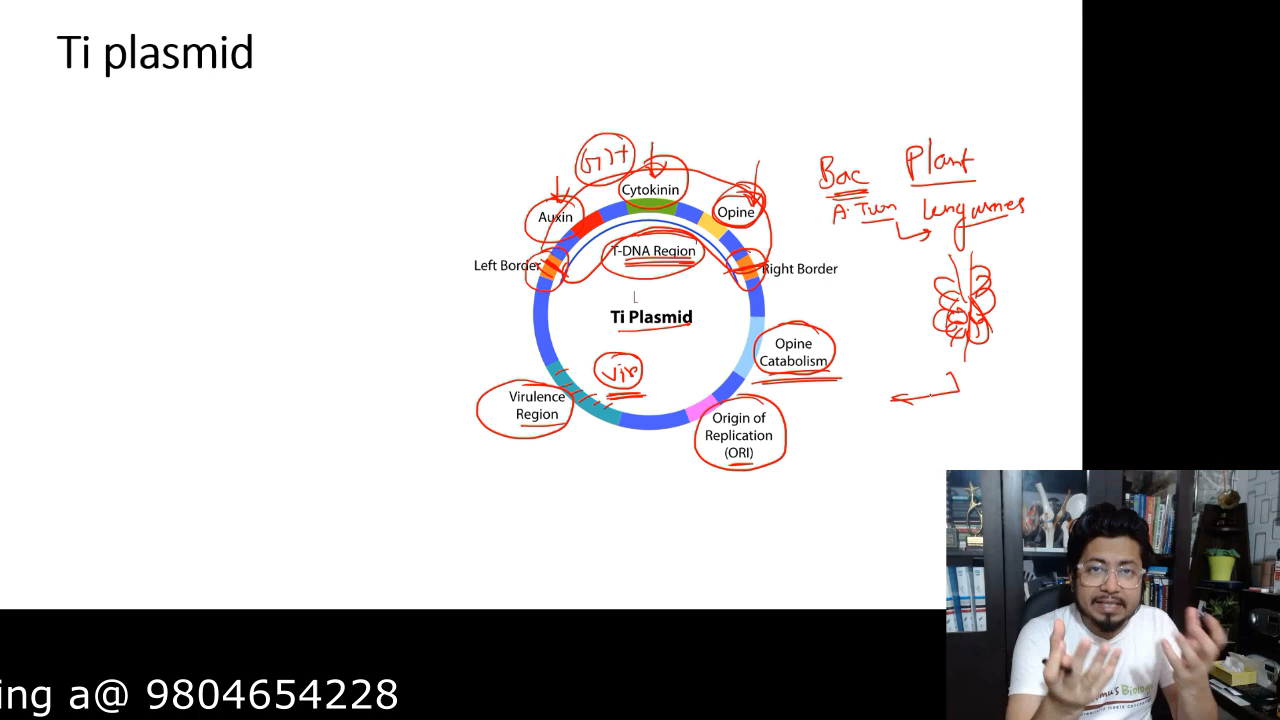 Ti plasmid
Cytokinin
Auxin
Opine
T-DNA Region
Left Border
Right Border
Ti Plasmid
Opine
Catabolism
vir
Virulence
Region
Origin of
Replication
(ORI)
Bac
Plant
A. Tum
ing a@ 9804654228